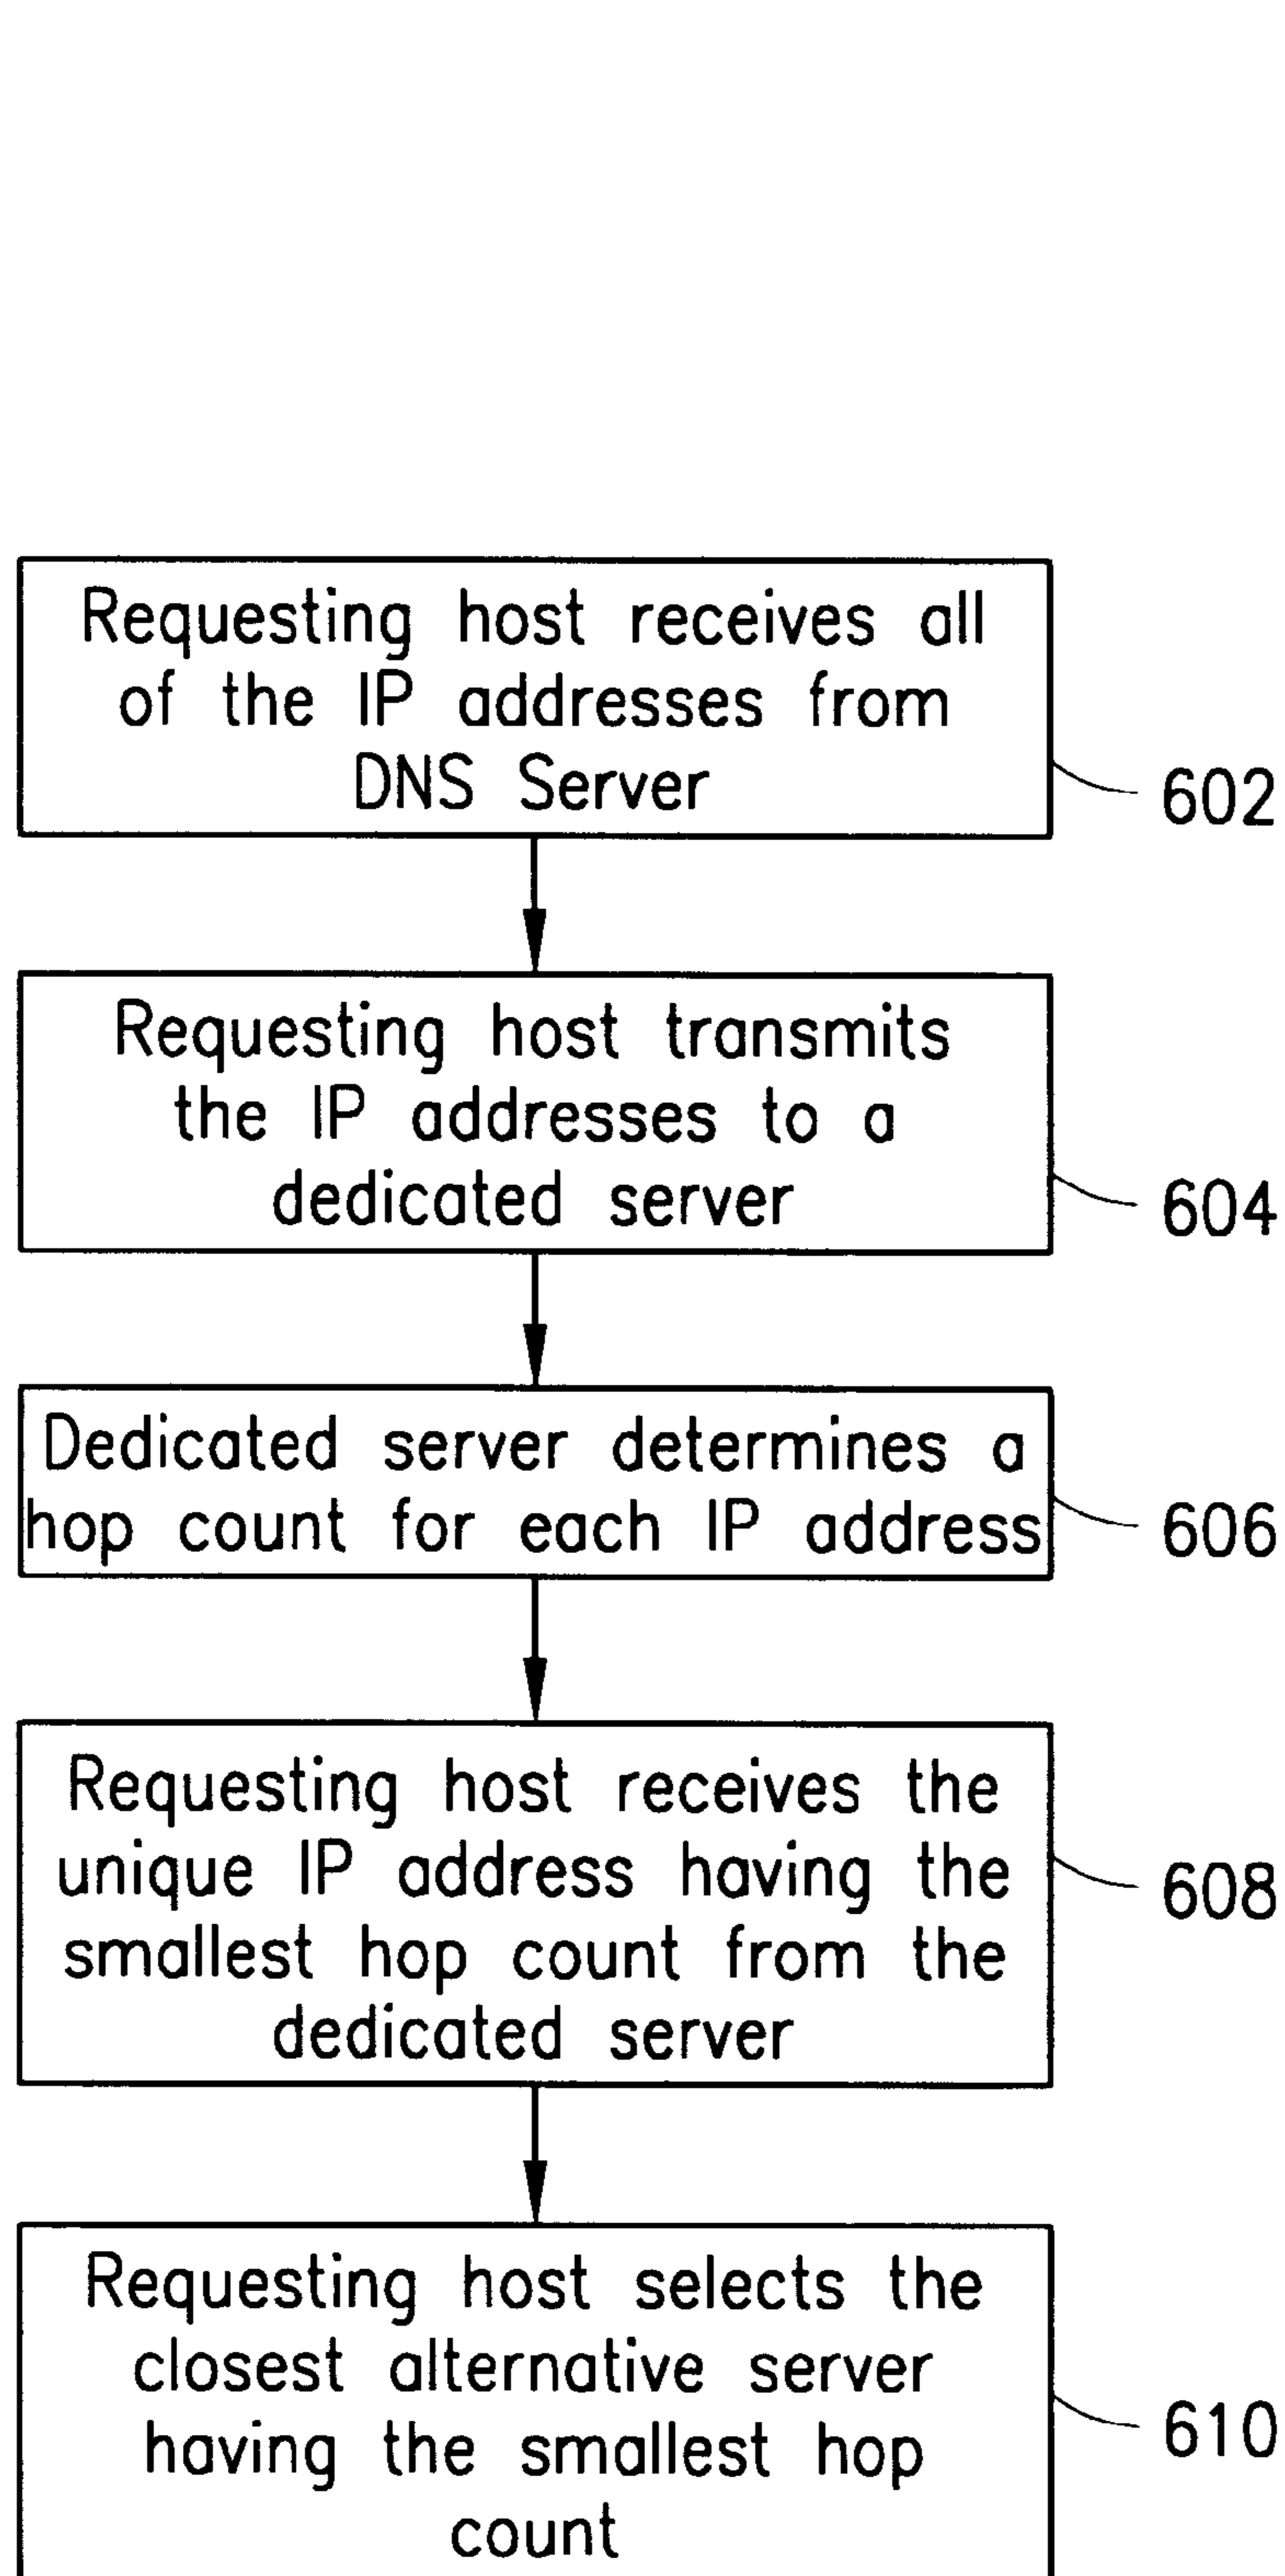 Requesting host receives all
of the IP addresses from
DNS Server
602
Requesting host transmits
the IP addresses to a
dedicated server
604
Dedicated server determines a
hop count for each IP address
606
Requesting host receives the
unique IP address having the
smallest hop count from the
dedicated server
608
Requesting host selects the
closest alternative server
having the smallest hop
count
610